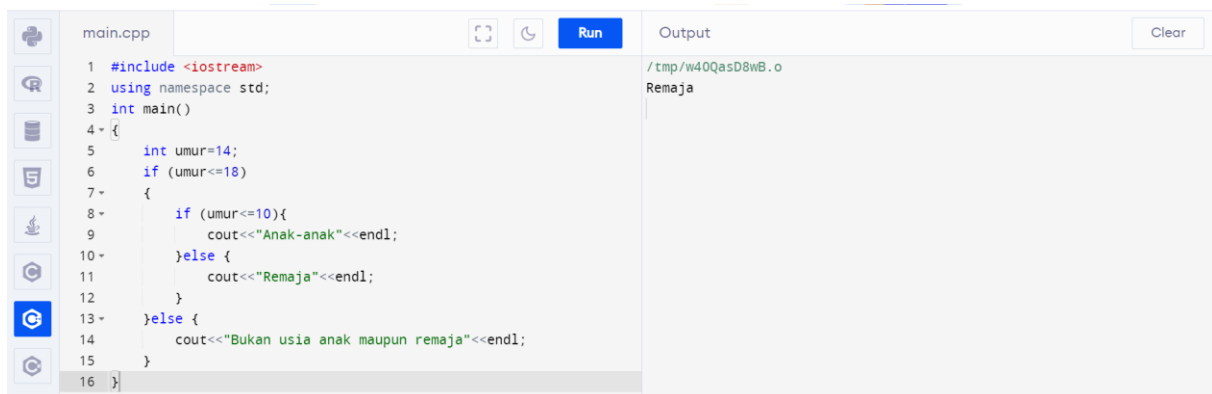 main.cpp
Run
Output
Clear
1 #include <iostream>
2 using namespace std;
3 int main()
4 {
5 int umur=14;
6 if (umur<=18)
7 {
8 if (umur<=10){
9 cout<<"Anak-anak"<<endl;
10 }else {
11 cout<<"Remaja"<<endl;
12 }
13 }else {
14 cout<<"Bukan usia anak maupun remaja"<<endl;
15 }
16 }
/tmp/w40QasD8wB.o
Remaja